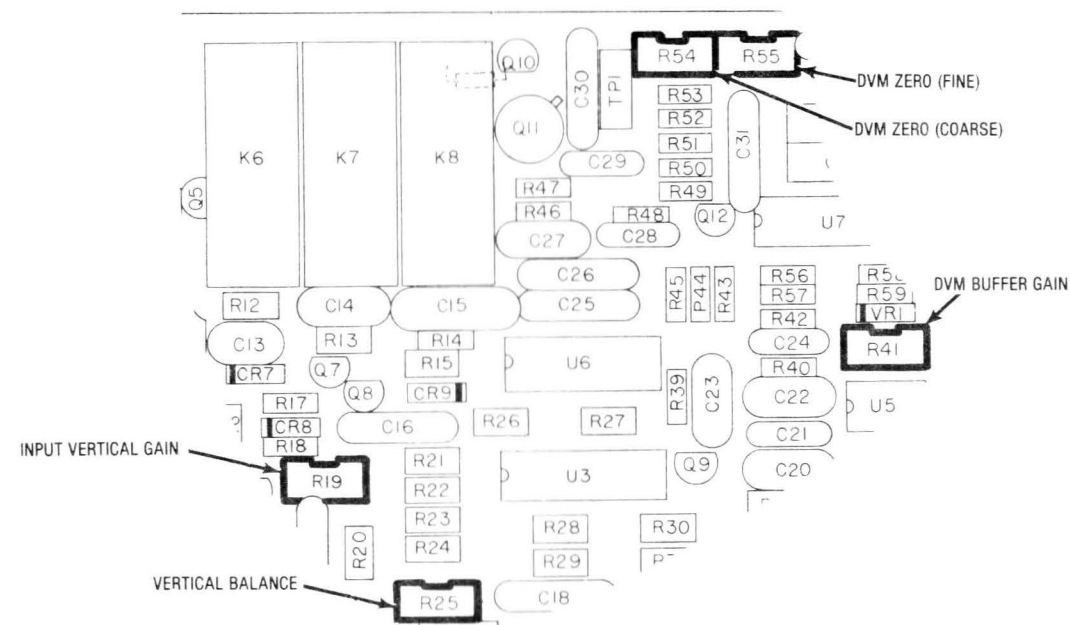 R54 R55
Q10
C30
TP1
DVM ZERO (FINE)
R53
R52
DVM ZERO (COARSE)
Q11
R51
C31
K6 K7 K8
C29
R50
R49
Q5
R47
R46
R48
Q12
U7
C27
C28
C26
R45
P44
R43
R56
R59
R57
DVM BUFFER GAIN
R12
C14
C15
C25
VR1
R42
R13
R14
C24
R41
C13
Q7
R15
U6
R40
CR7
Q8
CR9
R39
C23
C22
U5
R17
CR8
C16
R26
R27
C21
INPUT VERTICAL GAIN
R18
R21
Q9
C20
R19
R22
U3
R23
R28
R30
R20
R24
R29
VERTICAL BALANCE
R25
C18